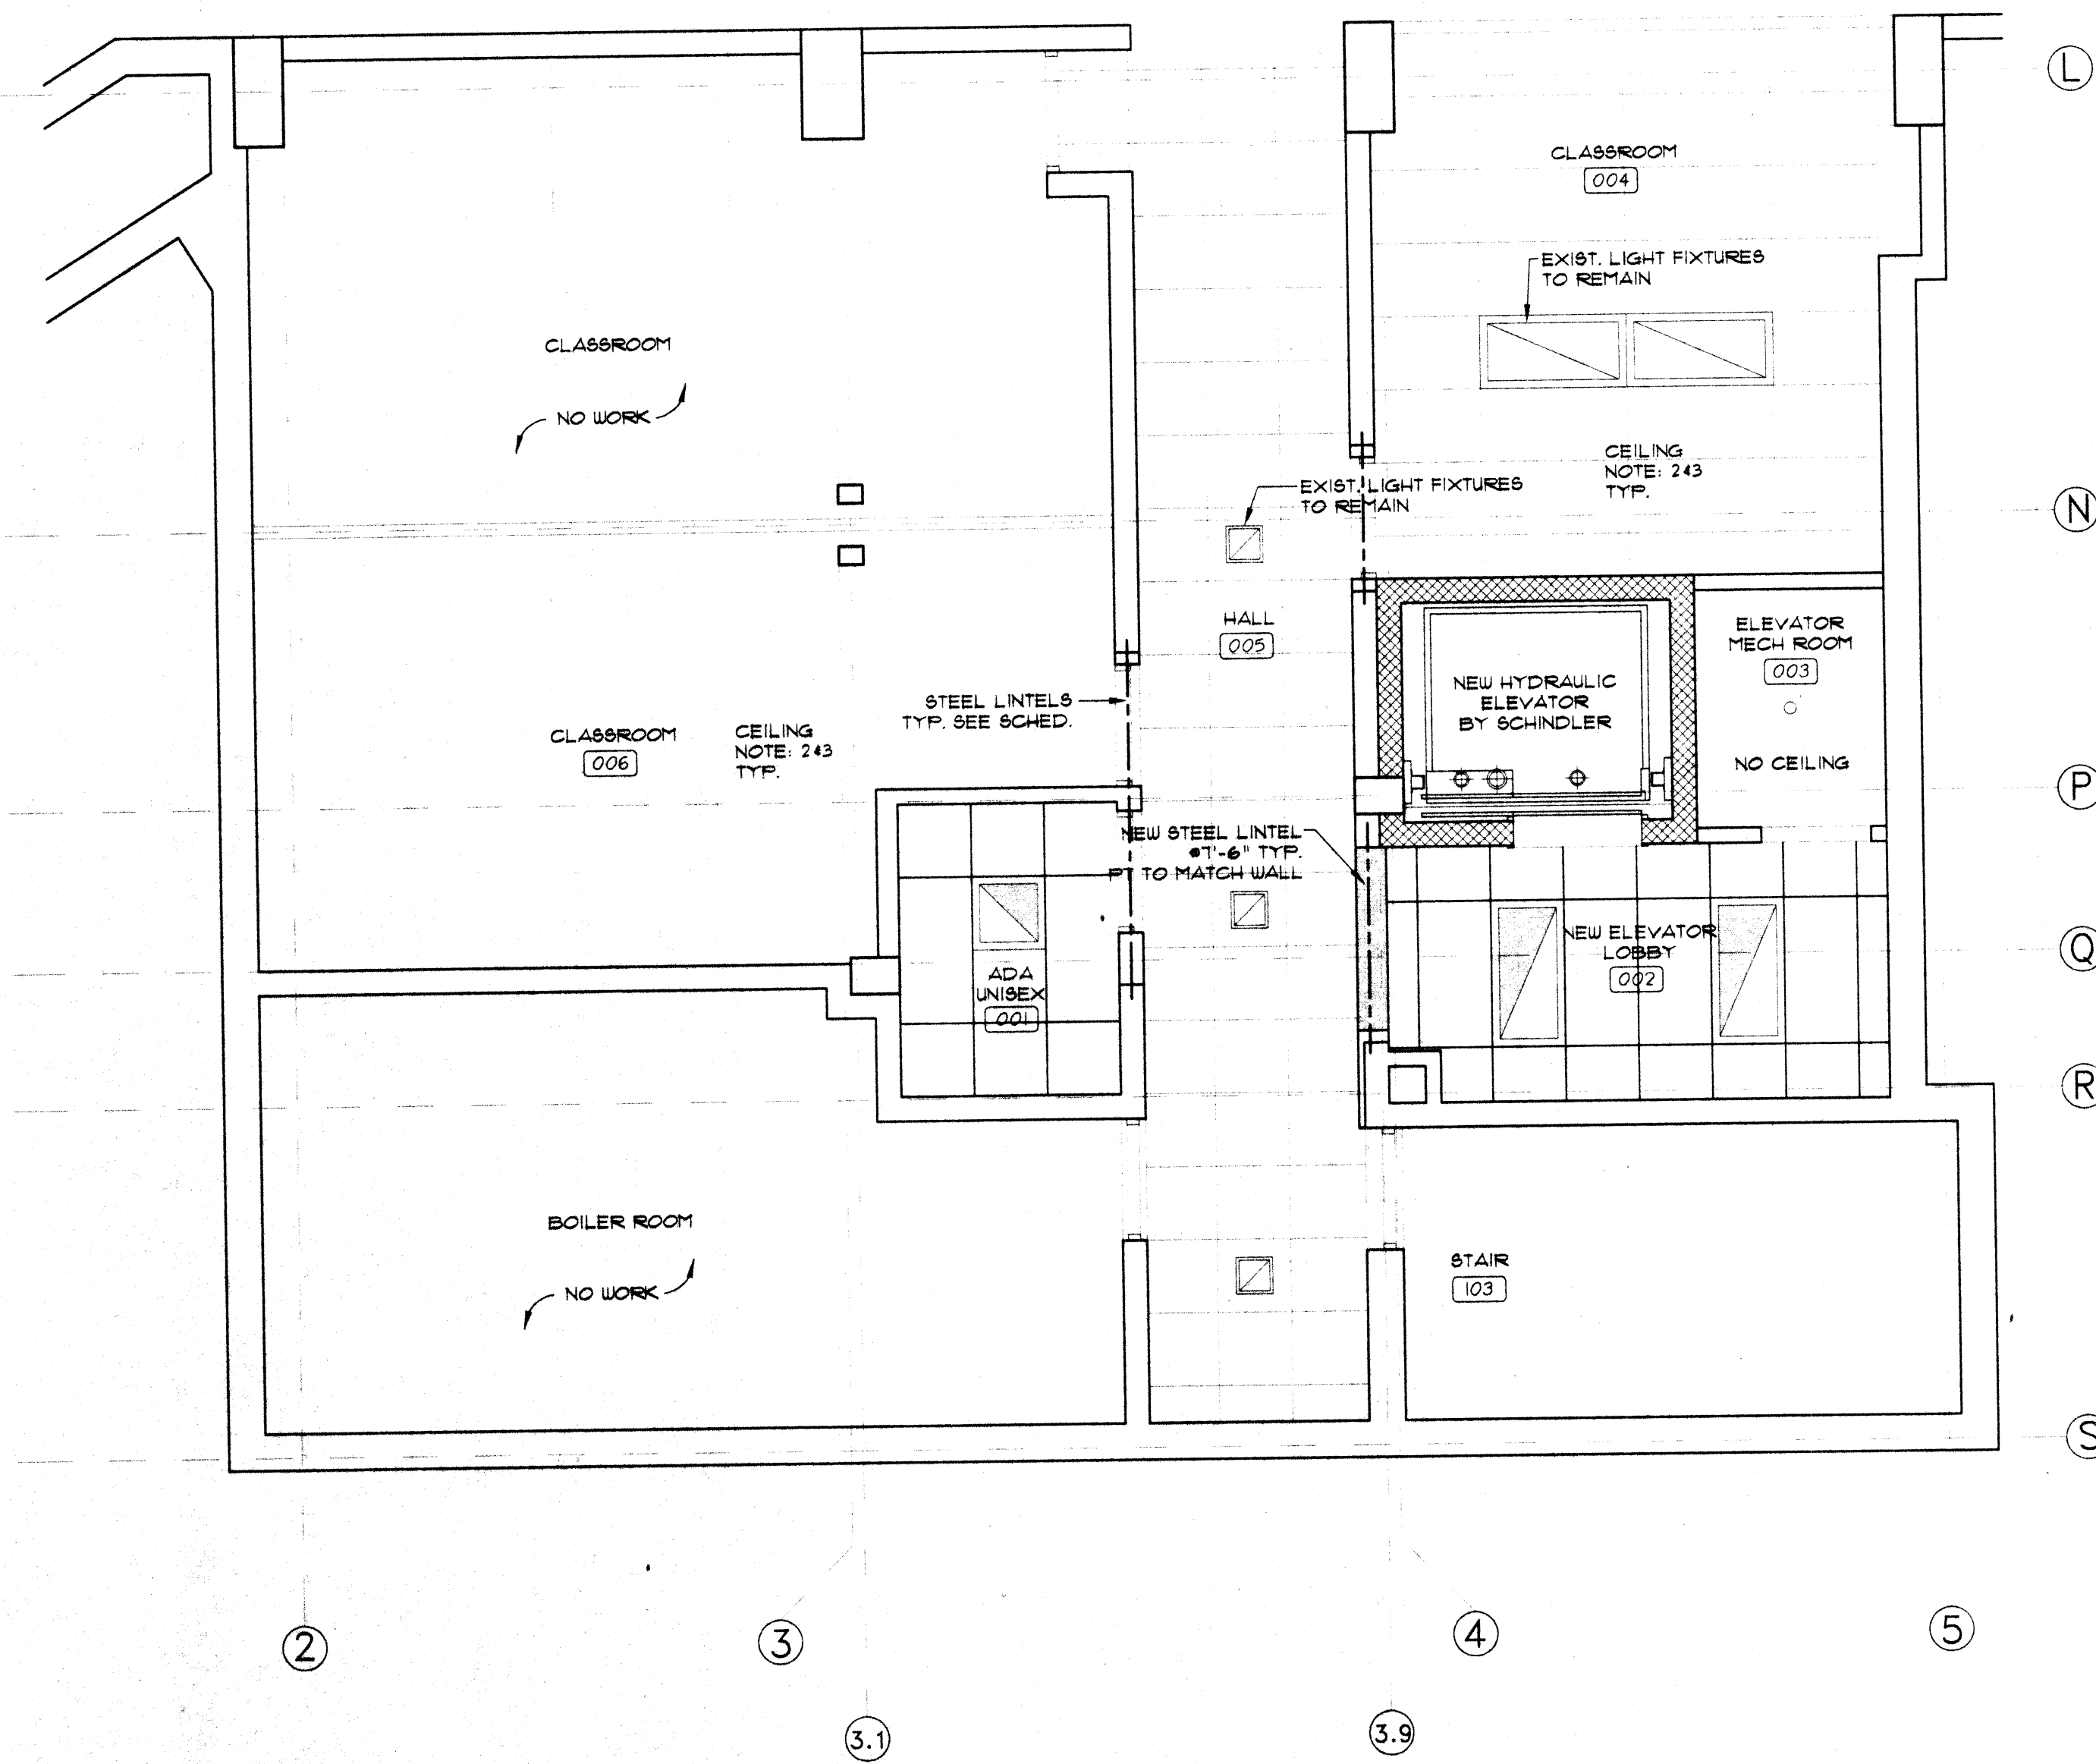 L
CLASSROOM
004
EXIST. LIGHT FIXTURES
TO REMAIN
CLASSROOM
NO WORK
CEILING
NOTE: 2&3
TYP.
EXIST. LIGHT FIXTURES
TO REMAIN
N
HALL
005
ELEVATOR
MECH ROOM
003
NO CEILING
NEW HYDRAULIC
ELEVATOR
BY SCHINDLER
STEEL LINTELS
TYP. SEE SCHED.
CLASSROOM
006
CEILING
NOTE: 2&3
TYP.
P
NEW STEEL LINTEL
@7'-6" TYP.
PT TO MATCH WALL
NEW ELEVATOR
LOBBY
002
Q
ADA
UNISEX
001
R
BOILER ROOM
NO WORK
STAIR
103
S
2
3
4
5
3.1
3.9